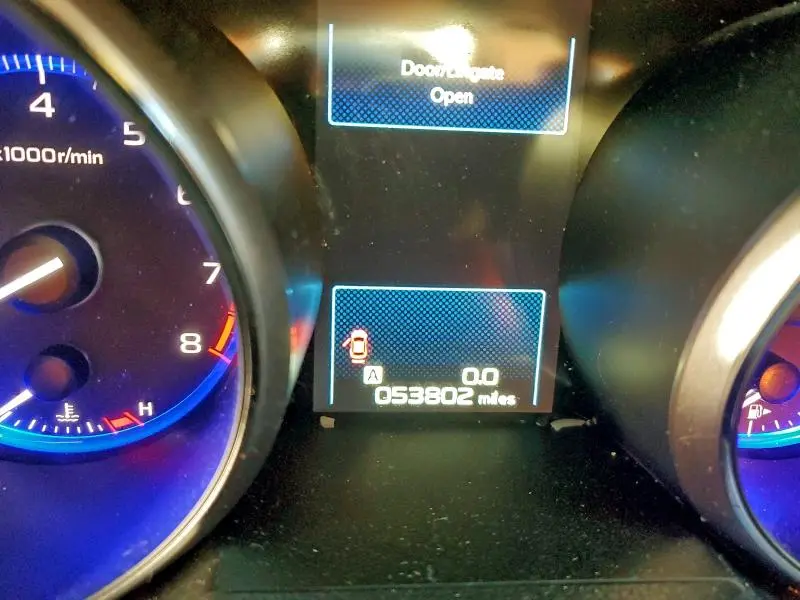 Door/Liftgate
Open
4
5
x1000r/min
6
7
8
H
A
0.0
053802 miles